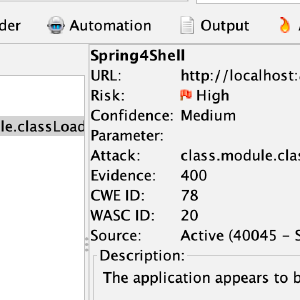 der Automation Output
Spring4Shell
URL: http://localhost:
Risk: High
Confidence: Medium
le.classLoad
Parameter:
Attack: class.module.clas
Evidence: 400
CWE ID: 78
WASC ID: 20
Source: Active (40045 – S
Description:
The application appears to b